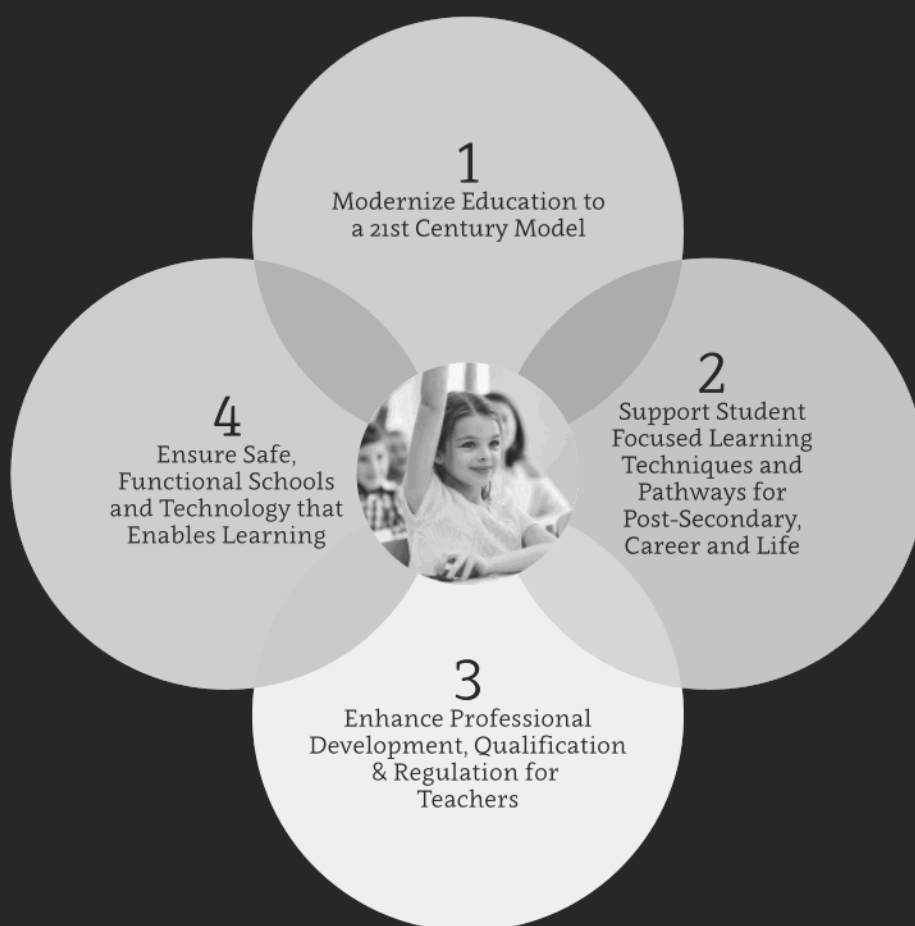 1
Modernize Education to
a 21st Century Model
2
Support Student
Focused Learning
Techniques and
Pathways for
Post-Secondary,
Career and Life
3
Enhance Professional
Development, Qualification
& Regulation for
Teachers
4
Ensure Safe,
Functional Schools
and Technology that
Enables Learning